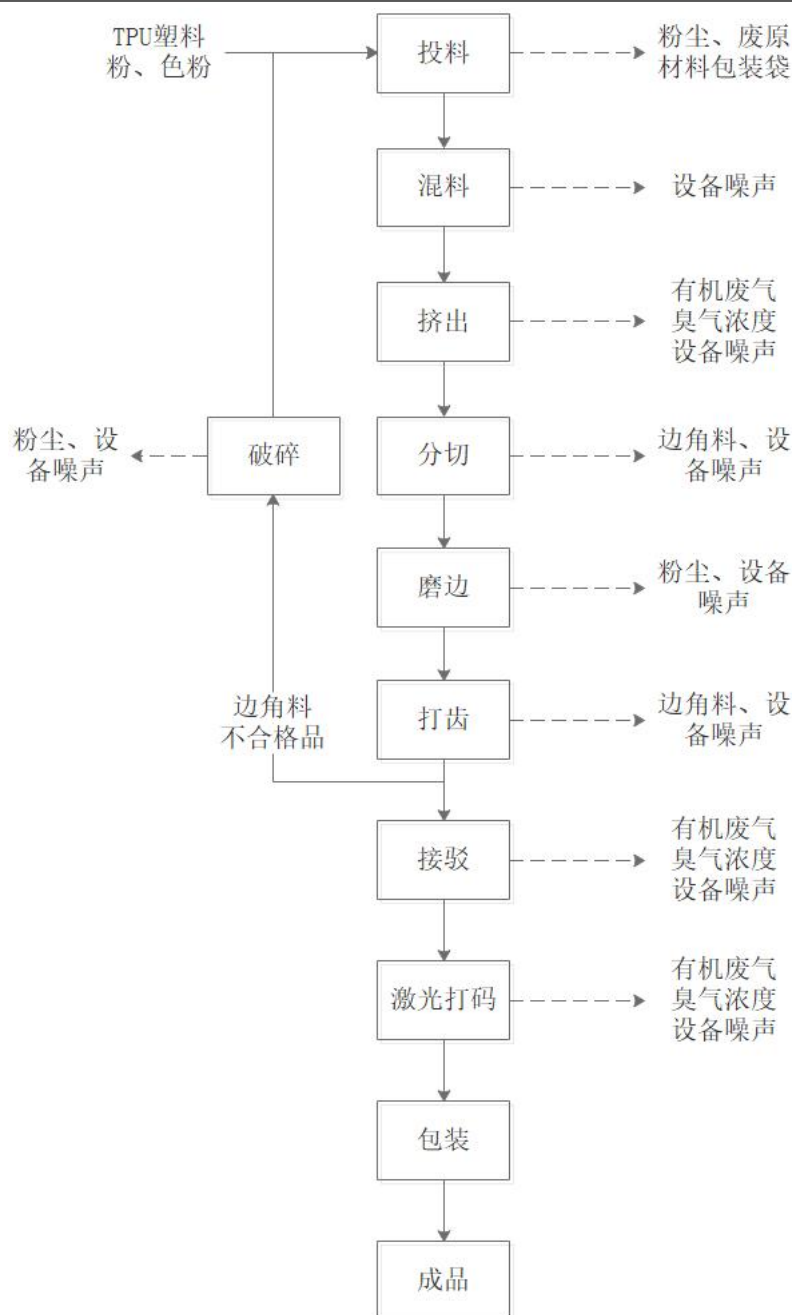 TPU塑料
粉、色粉
投料
粉尘、废原
材料包装袋
混料
设备噪声
挤出
有机废气
臭气浓度
设备噪声
粉尘、设
备噪声
破碎
分切
边角料、设
备噪声
磨边
粉尘、设备
噪声
边角料
不合格品
打齿
边角料、设
备噪声
接驳
有机废气
臭气浓度
设备噪声
激光打码
有机废气
臭气浓度
设备噪声
包装
成品